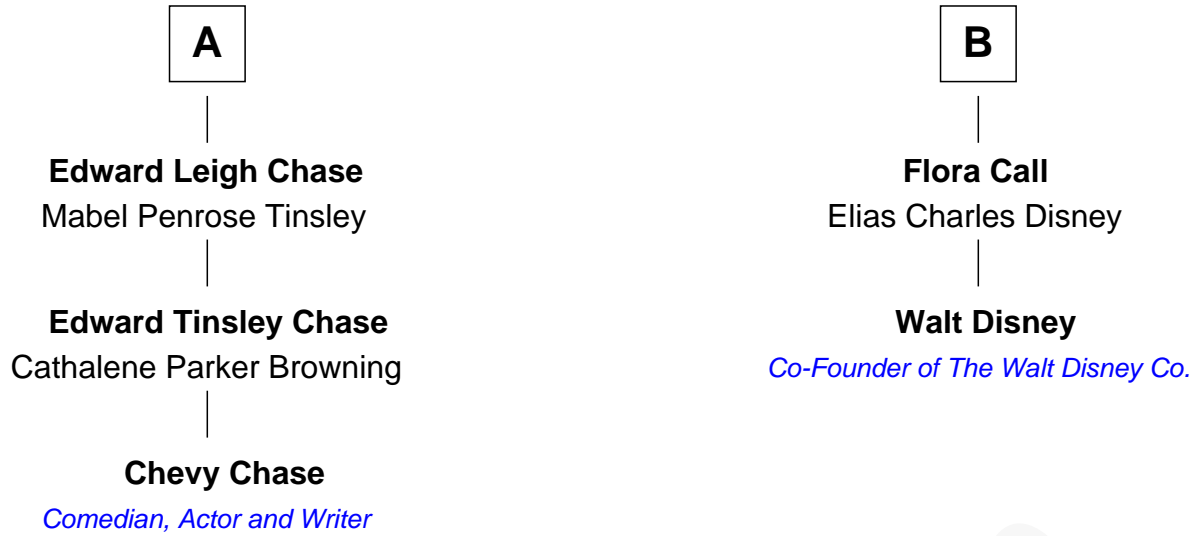 A
B
Edward Leigh Chase
Mabel Penrose Tinsley
Flora Call
Elias Charles Disney
Edward Tinsley Chase
Cathalene Parker Browning
Walt Disney
Co-Founder of The Walt Disney Co.
Chevy Chase
Comedian, Actor and Writer